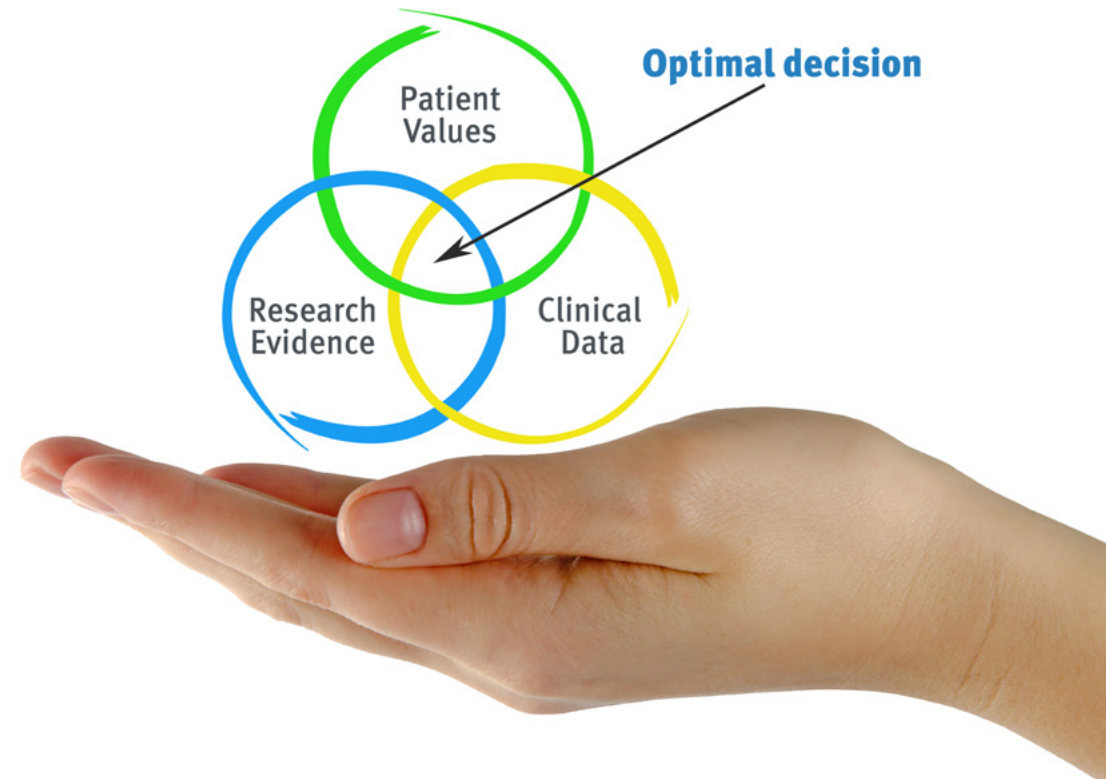 Optimal decision
Patient
Values
Research
Evidence
Clinical
Data